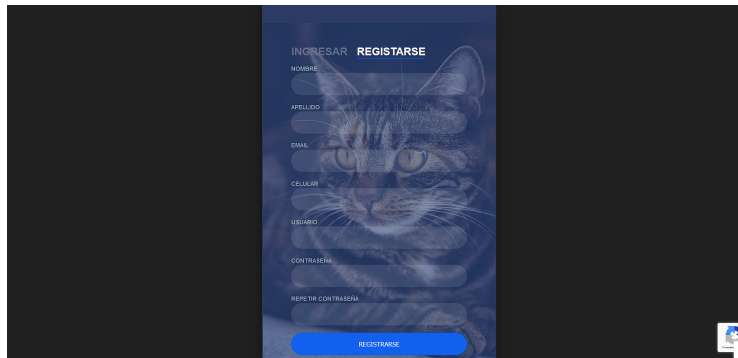 INGRESAR REGISTARSE
NOMBRE
APELLIDO
EMAIL
CELULAR
USUARIO
CONTRASEÑA
REPETIR CONTRASEÑA
REGISTRARSE